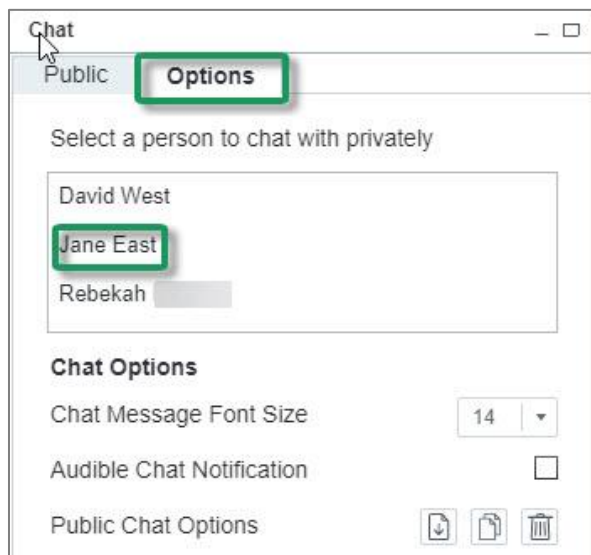 Chat
Public Options
Select a person to chat with privately
David West
Jane East
Rebekah
Chat Options
Chat Message Font Size 14
Audible Chat Notification
Public Chat Options